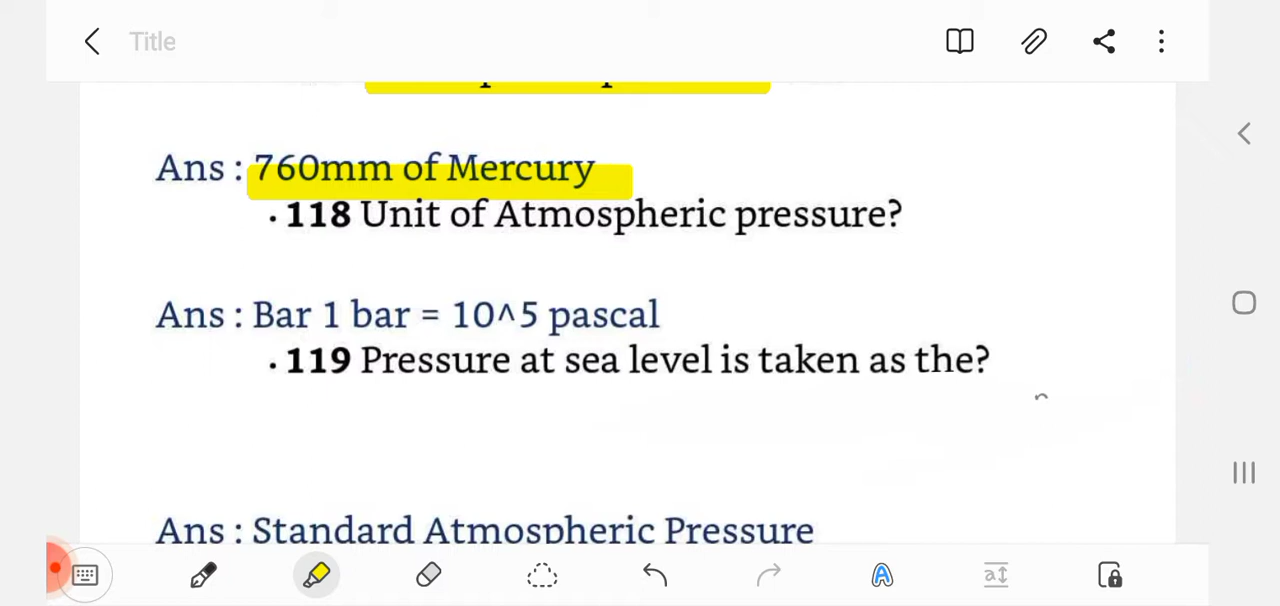 Title
Ans : 760mm of Mercury
· 118 Unit of Atmospheric pressure?
Ans : Bar 1 bar = 10^5 pascal
· 119 Pressure at sea level is taken as the?
Ans : Standard Atmospheric Pressure